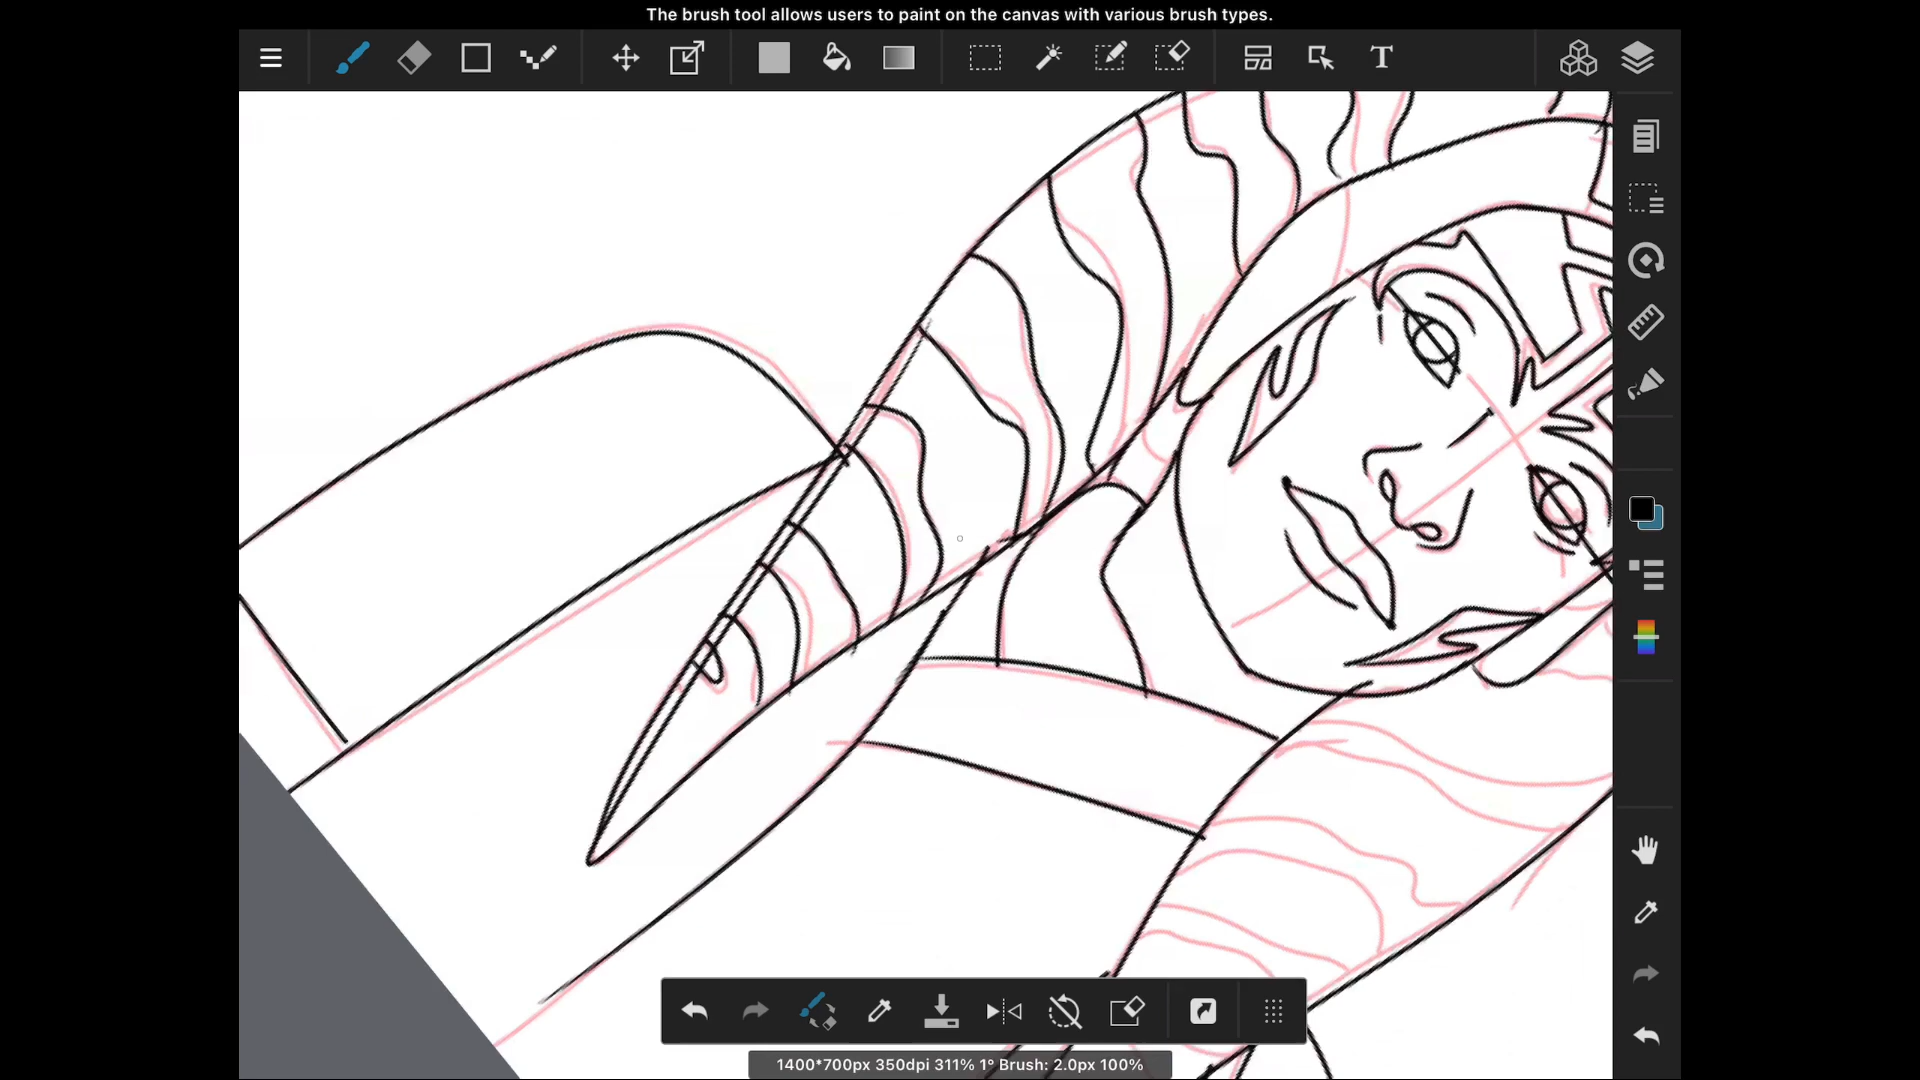 The brush tool allows users to paint on the canvas with various brush types.
T
1400*700px 350dpi 311% 1° Brush: 2.0px 100%